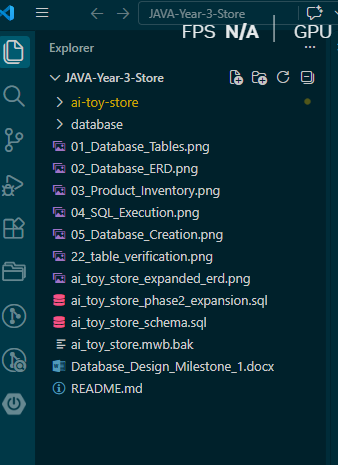 JAVA-Year-3-Store
FPS N/A | GPU
Explorer
JAVA-Year-3-Store
ai-toy-store
database
01_Database_Tables.png
02_Database_ERD.png
03_Product_Inventory.png
04_SQL_Execution.png
05_Database_Creation.png
22_table_verification.png
ai_toy_store_expanded_erd.png
ai_toy_store_phase2_expansion.sql
ai_toy_store_schema.sql
ai_toy_store.mwb.bak
Database_Design_Milestone_1.docx
README.md